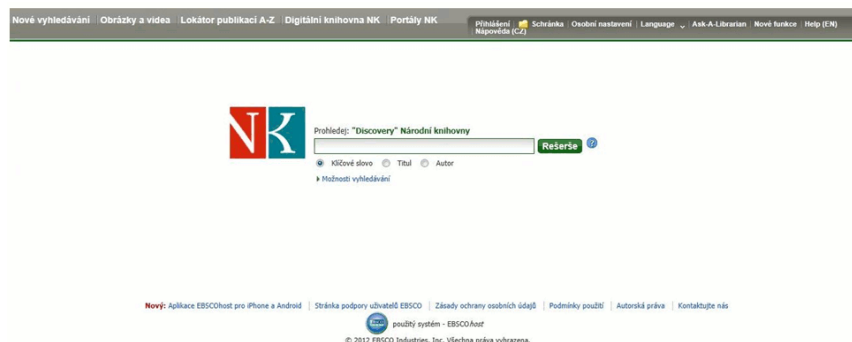 Nové vyhledávání Obrázky a videa Lokátor publikací A-Z Digitální knihovna NK Portály NK
Přihlášení Schránka Osobní nastavení Language Ask-A-Librarian Nové funkce Help (EN)
Nápověda (CZ)
NK
Prohledej: "Discovery" Národní knihovny
Rešerše ?
Klíčové slovo Titul Autor
Možnosti vyhledávání
Nový: Aplikace EBSCOhost pro iPhone a Android Stránka podpory uživatelů EBSCO Zásady ochrany osobních údajů Podmínky použití Autorská práva Kontaktujte nás
použitý systém - EBSCOhost
© 2012 EBSCO Industries, Inc. Všechna práva vyhrazena.